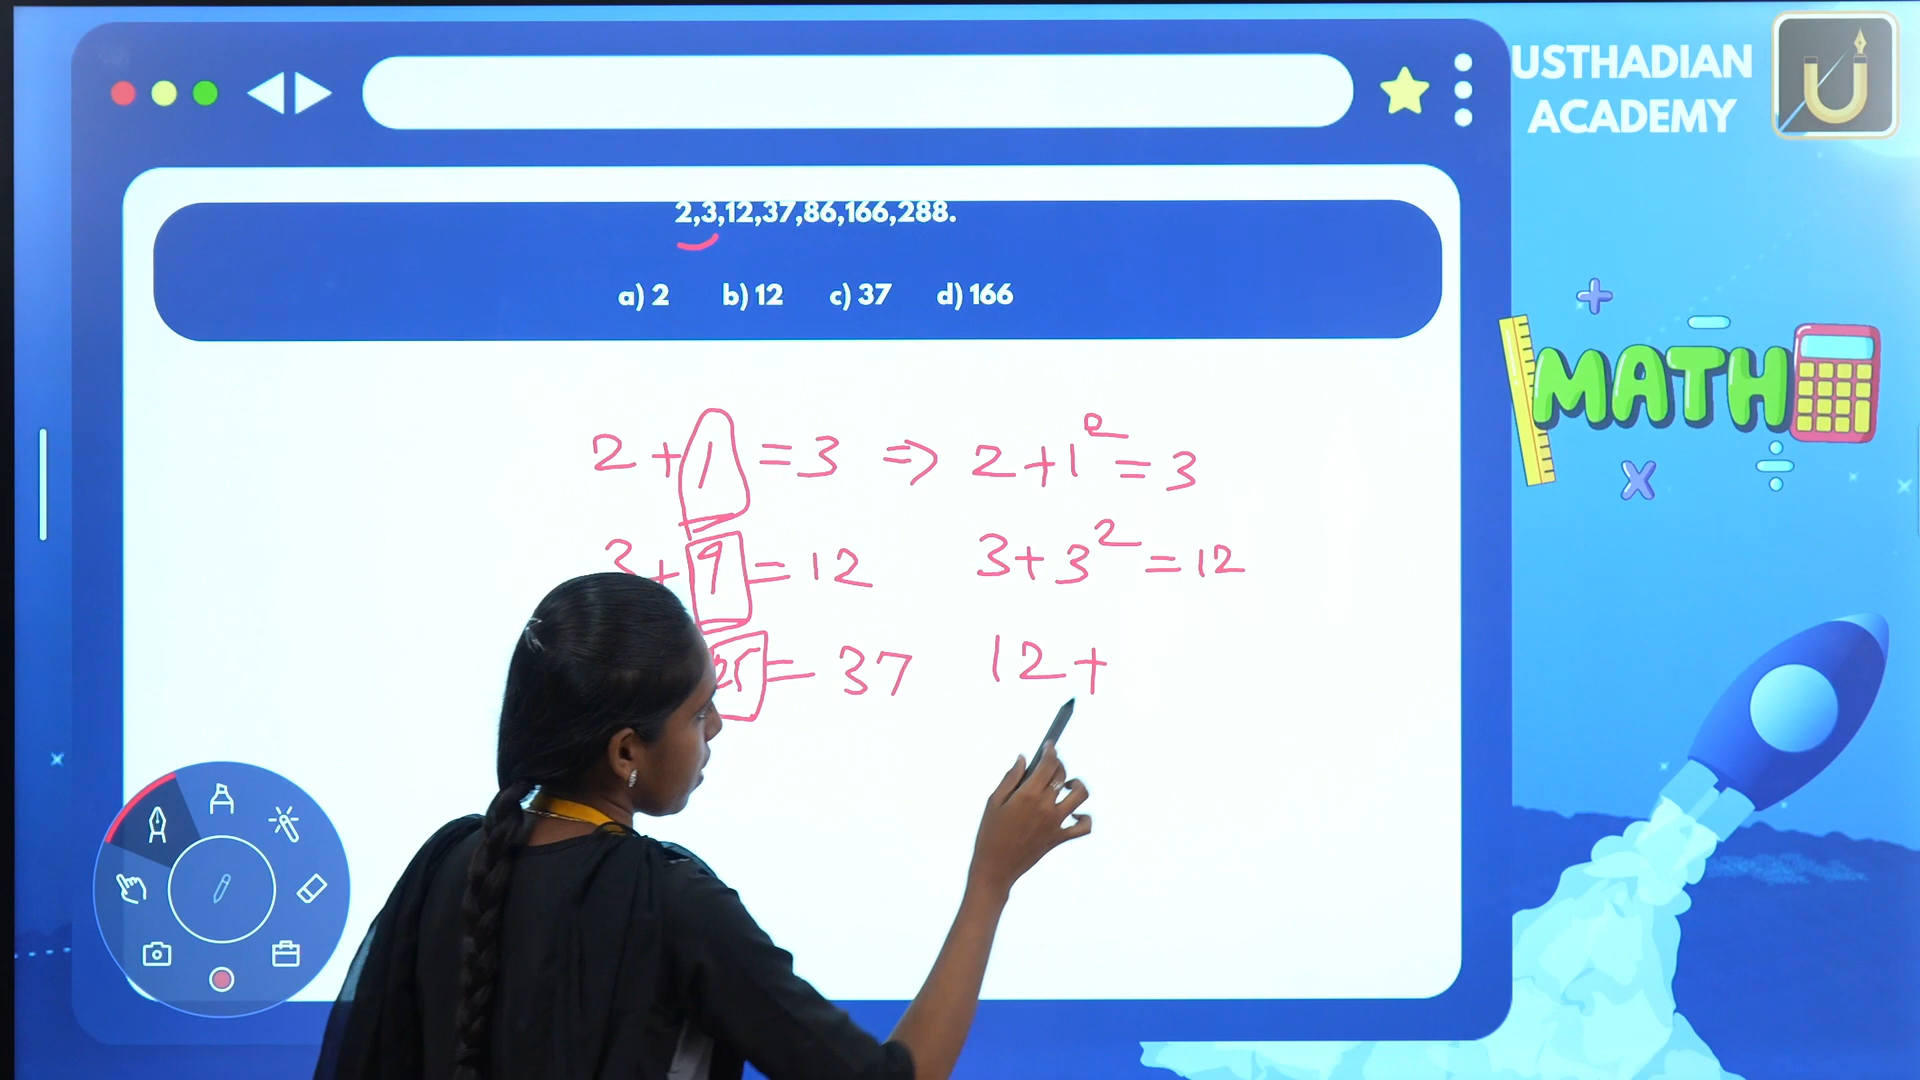 USTHADIAN
ACADEMY
2,3,12,37,86,166,288.
a) 2 b) 12 c) 37 d) 166
MATH
2 + 1 = 3 ⇒ 2 + 1² = 3
3 + 9 = 12 3 + 3² = 12
25 = 37 12 +